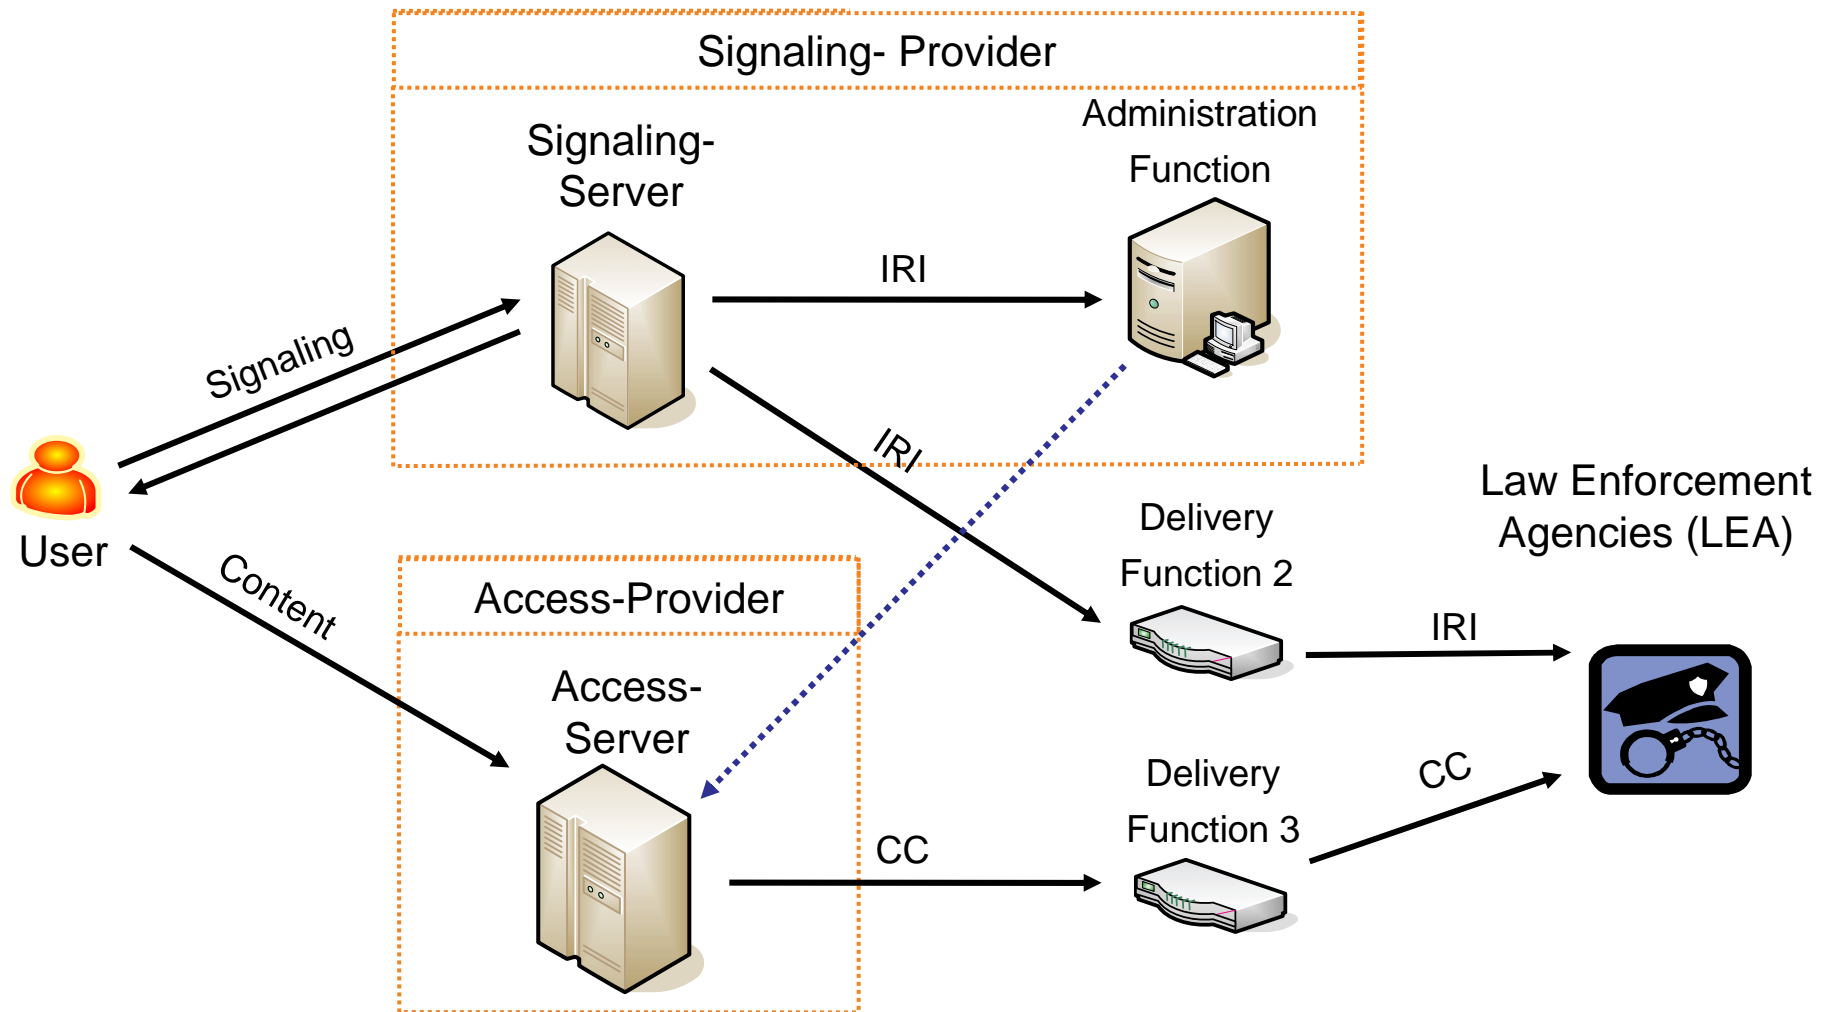 Signaling- Provider
Administration
Function
Signaling-
Server
IRI
Signaling
IRI
Law Enforcement
Agencies (LEA)
Delivery
Function 2
User
Content
Access-Provider
IRI
Access-
Server
Delivery
Function 3
CC
CC